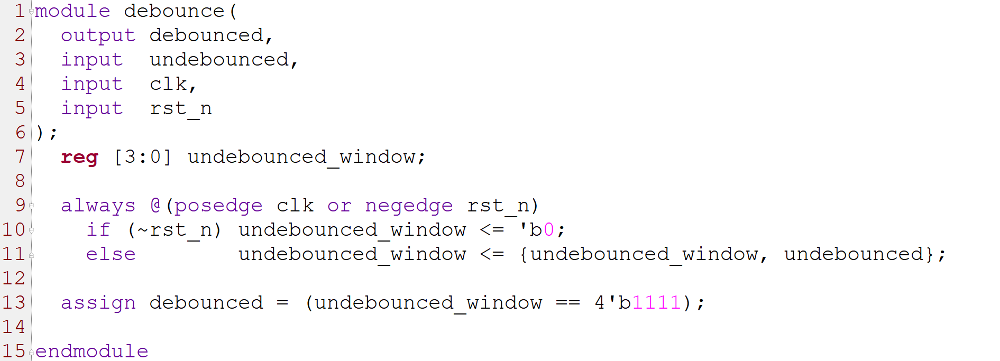 1 module debounce(
2   output debounced,
3   input  undebounced,
4   input  clk,
5   input  rst_n
6 );
7   reg [3:0] undebounced_window;
8
9   always @(posedge clk or negedge rst_n)
10     if (~rst_n) undebounced_window <= 'b0;
11     else        undebounced_window <= {undebounced_window, undebounced};
12
13   assign debounced = (undebounced_window == 4'b1111);
14
15 endmodule